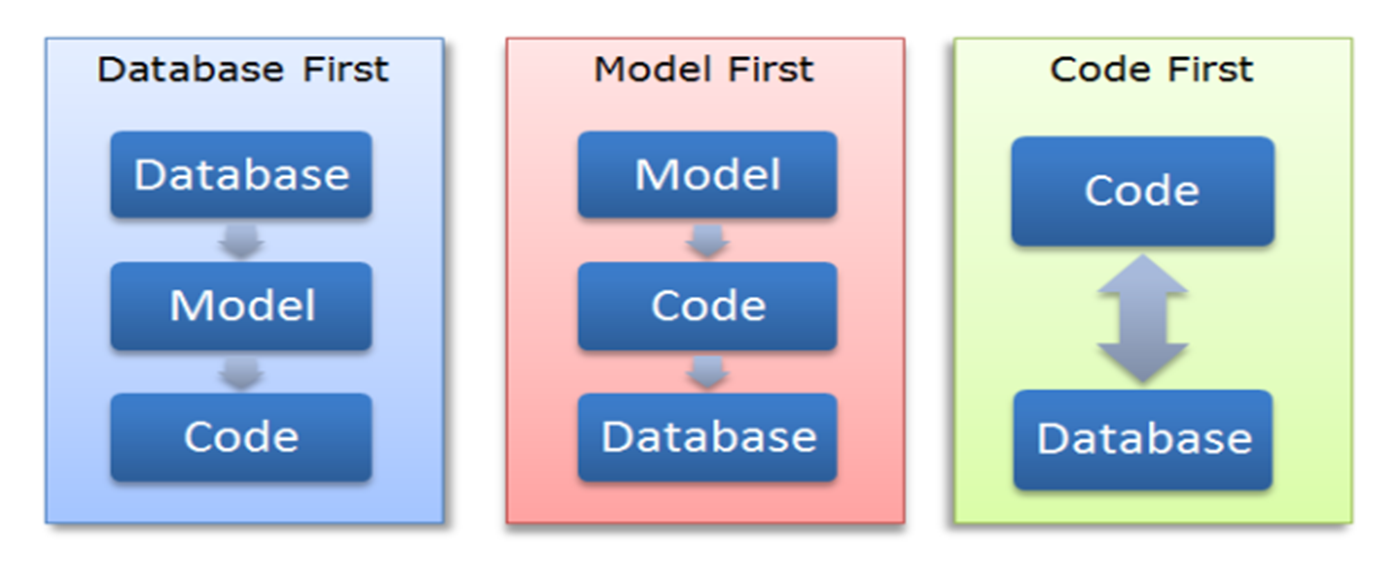 Database First
Database
Model
Code
Model First
Model
Code
Database
Code First
Code
Database